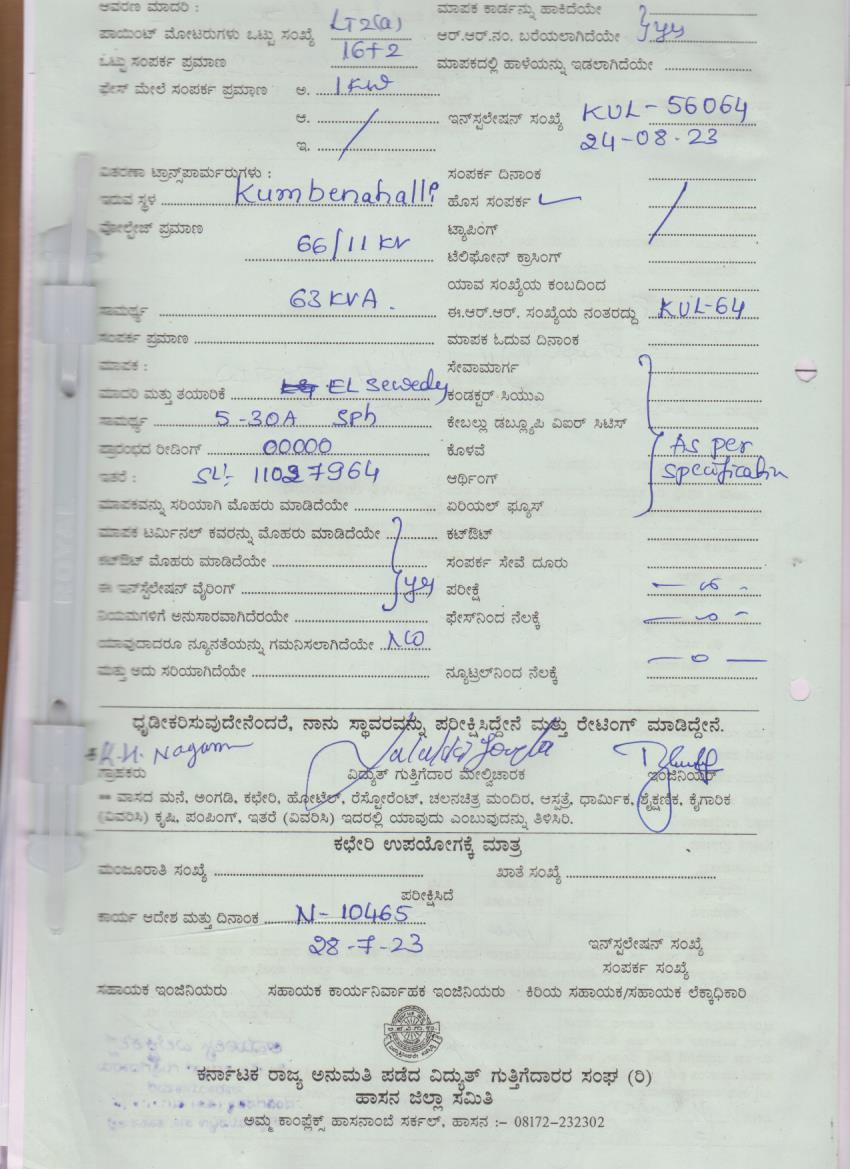 ಆವರಣ ಮಾದರಿ : LT2(a) ಮಾಪಕ ಕಾರ್ಡನ್ನು ಹಾಕಿದೆಯೇ
ಪಾಯಿಂಟ್ ಮೋಟರುಗಳು ಒಟ್ಟು ಸಂಖ್ಯೆ 16+2 ಆರ್.ಆರ್.ನಂ. ಬರೆಯಲಾಗಿದೆಯೇ yes
ಒಟ್ಟು ಸಂಪರ್ಕ ಪ್ರಮಾಣ ಮಾಪಕದಲ್ಲಿ ಹಾಳೆಯನ್ನು ಇಡಲಾಗಿದೆಯೇ
ಫೇಸ್ ಮೇಲೆ ಸಂಪರ್ಕ ಪ್ರಮಾಣ ಅ. 1KW
ಆ. ಇನ್‌ಸ್ಟಲೇಷನ್ ಸಂಖ್ಯೆ KUL-56064
ಇ. 24-08-23
ವಿತರಣಾ ಟ್ರಾನ್ಸ್‌ಫಾರ್ಮರುಗಳು : ಸಂಪರ್ಕ ದಿನಾಂಕ
ಇರುವ ಸ್ಥಳ Kumbenahalli ಹೊಸ ಸಂಪರ್ಕ
ವೋಲ್ಟೇಜ್ ಪ್ರಮಾಣ ಟ್ಯಾಪಿಂಗ್
66/11 KV ಟೆಲಿಫೋನ್ ಕ್ರಾಸಿಂಗ್
ಯಾವ ಸಂಖ್ಯೆಯ ಕಂಬದಿಂದ
ಸಾಮರ್ಥ್ಯ 63 KVA. ಈ.ಆರ್.ಆರ್. ಸಂಖ್ಯೆಯ ನಂತರದ್ದು KUL-64
ಸಂಪರ್ಕ ಪ್ರಮಾಣ ಮಾಪಕ ಓದುವ ದಿನಾಂಕ
ಮಾಪಕ : ಸೇವಾಮಾರ್ಗ
ಮಾದರಿ ಮತ್ತು ತಯಾರಿಕೆ EL Sewedy ಕಂಡಕ್ಟರ್ ಸಿಯುಎ
ಸಾಮರ್ಥ್ಯ 5-30A Sph ಕೇಬಲ್ಲು ಡಬ್ಲ್ಯೂಪಿ ವಿಐರ್ ಸಿಟಿಸ್
ಪ್ರಾರಂಭದ ರೀಡಿಂಗ್ 00000 ಕೊಳವೆ As per
ಇತರೆ : SL: 11027964 ಆರ್ಥಿಂಗ್ specification
ಮಾಪಕವನ್ನು ಸರಿಯಾಗಿ ಮೊಹರು ಮಾಡಿದೆಯೇ ಏರಿಯಲ್ ಫ್ಯೂಸ್
ಮಾಪಕ ಟರ್ಮಿನಲ್ ಕವರನ್ನು ಮೊಹರು ಮಾಡಿದೆಯೇ ಕಟ್‌ಔಟ್
ಕಟ್‌ಔಟ್ ಮೊಹರು ಮಾಡಿದೆಯೇ ಸಂಪರ್ಕ ಸೇವೆ ದೂರು
ಈ ಇನ್‌ಸ್ಟೆಲೇಷನ್ ವೈರಿಂಗ್ yes ಪರೀಕ್ಷೆ
ನಿಯಮಗಳಿಗೆ ಅನುಸಾರವಾಗಿದೆರಯೇ ಫೇಸ್‌ನಿಂದ ನೆಲಕ್ಕೆ
ಯಾವುದಾದರೂ ನ್ಯೂನತೆಯನ್ನು ಗಮನಿಸಲಾಗಿದೆಯೇ NO
ಮತ್ತು ಅದು ಸರಿಯಾಗಿದೆಯೇ ನ್ಯೂಟ್ರಲ್‌ನಿಂದ ನೆಲಕ್ಕೆ
ಧೃಡೀಕರಿಸುವುದೇನೆಂದರೆ, ನಾನು ಸ್ಥಾವರವನ್ನು ಪರೀಕ್ಷಿಸಿದ್ದೇನೆ ಮತ್ತು ರೇಟಿಂಗ್ ಮಾಡಿದ್ದೇನೆ.
ಗ್ರಾಹಕರು ವಿದ್ಯುತ್ ಗುತ್ತಿಗೆದಾರ ಮೇಲ್ವಿಚಾರಕ ಇಂಜಿನಿಯರ್
** ವಾಸದ ಮನೆ, ಅಂಗಡಿ, ಕಛೇರಿ, ಹೋಟೆಲ್, ರೆಸ್ಟೋರೆಂಟ್, ಚಲನಚಿತ್ರ ಮಂದಿರ, ಆಸ್ಪತ್ರೆ, ಧಾರ್ಮಿಕ, ಶೈಕ್ಷಣಿಕ, ಕೈಗಾರಿಕ
(ವಿವರಿಸಿ) ಕೃಷಿ, ಪಂಪಿಂಗ್, ಇತರೆ (ವಿವರಿಸಿ) ಇದರಲ್ಲಿ ಯಾವುದು ಎಂಬುವುದನ್ನು ತಿಳಿಸಿರಿ.
ಕಛೇರಿ ಉಪಯೋಗಕ್ಕೆ ಮಾತ್ರ
ಮಂಜೂರಾತಿ ಸಂಖ್ಯೆ ಖಾತೆ ಸಂಖ್ಯೆ
ಪರೀಕ್ಷಿಸಿದೆ
ಕಾರ್ಯ ಆದೇಶ ಮತ್ತು ದಿನಾಂಕ N-10465
28-7-23 ಇನ್‌ಸ್ಟಲೇಷನ್ ಸಂಖ್ಯೆ
ಸಂಪರ್ಕ ಸಂಖ್ಯೆ
ಸಹಾಯಕ ಇಂಜಿನಿಯರು ಸಹಾಯಕ ಕಾರ್ಯನಿರ್ವಾಹಕ ಇಂಜಿನಿಯರು ಕಿರಿಯ ಸಹಾಯಕ/ಸಹಾಯಕ ಲೆಕ್ಕಾಧಿಕಾರಿ
ಕರ್ನಾಟಕ ರಾಜ್ಯ ಅನುಮತಿ ಪಡೆದ ವಿದ್ಯುತ್ ಗುತ್ತಿಗೆದಾರರ ಸಂಘ (ರಿ)
ಹಾಸನ ಜಿಲ್ಲಾ ಸಮಿತಿ
ಅಮ್ಮ ಕಾಂಪ್ಲೆಕ್ಸ್ ಹಾಸನಾಂಬೆ ಸರ್ಕಲ್, ಹಾಸನ :– 08172-232302